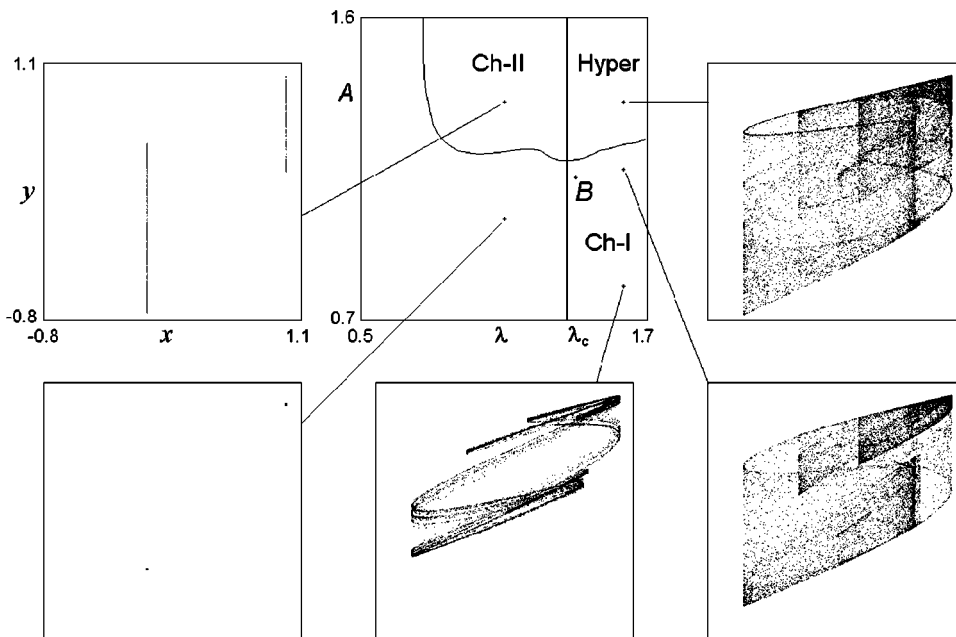 1.6
Ch-II
Hyper
1.1
A
y
B
Ch-I
-0.8
0.7
-0.8
x
1.1
0.5
λ
λc
1.7